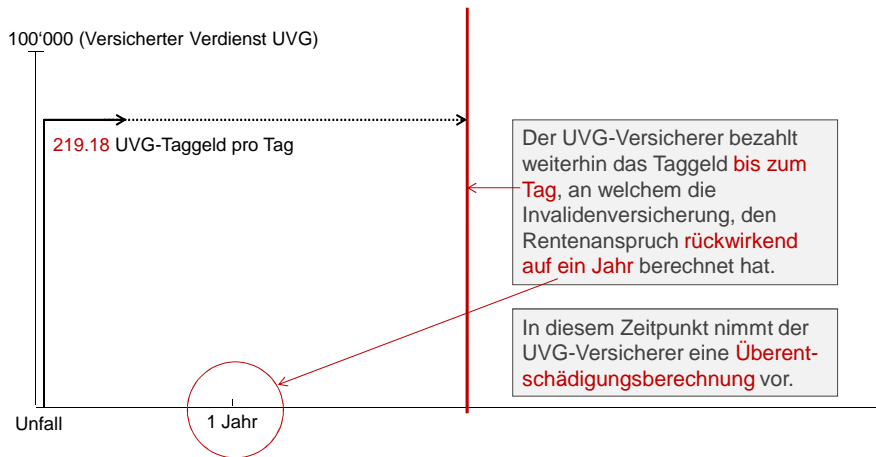 100‘000 (Versicherter Verdienst UVG)
219.18 UVG-Taggeld pro Tag
Der UVG-Versicherer bezahlt
weiterhin das Taggeld bis zum
Tag, an welchem die
Invalidenversicherung, den
Rentenanspruch rückwirkend
auf ein Jahr berechnet hat.
In diesem Zeitpunkt nimmt der
UVG-Versicherer eine Überent-
schädigungsberechnung vor.
Unfall
1 Jahr